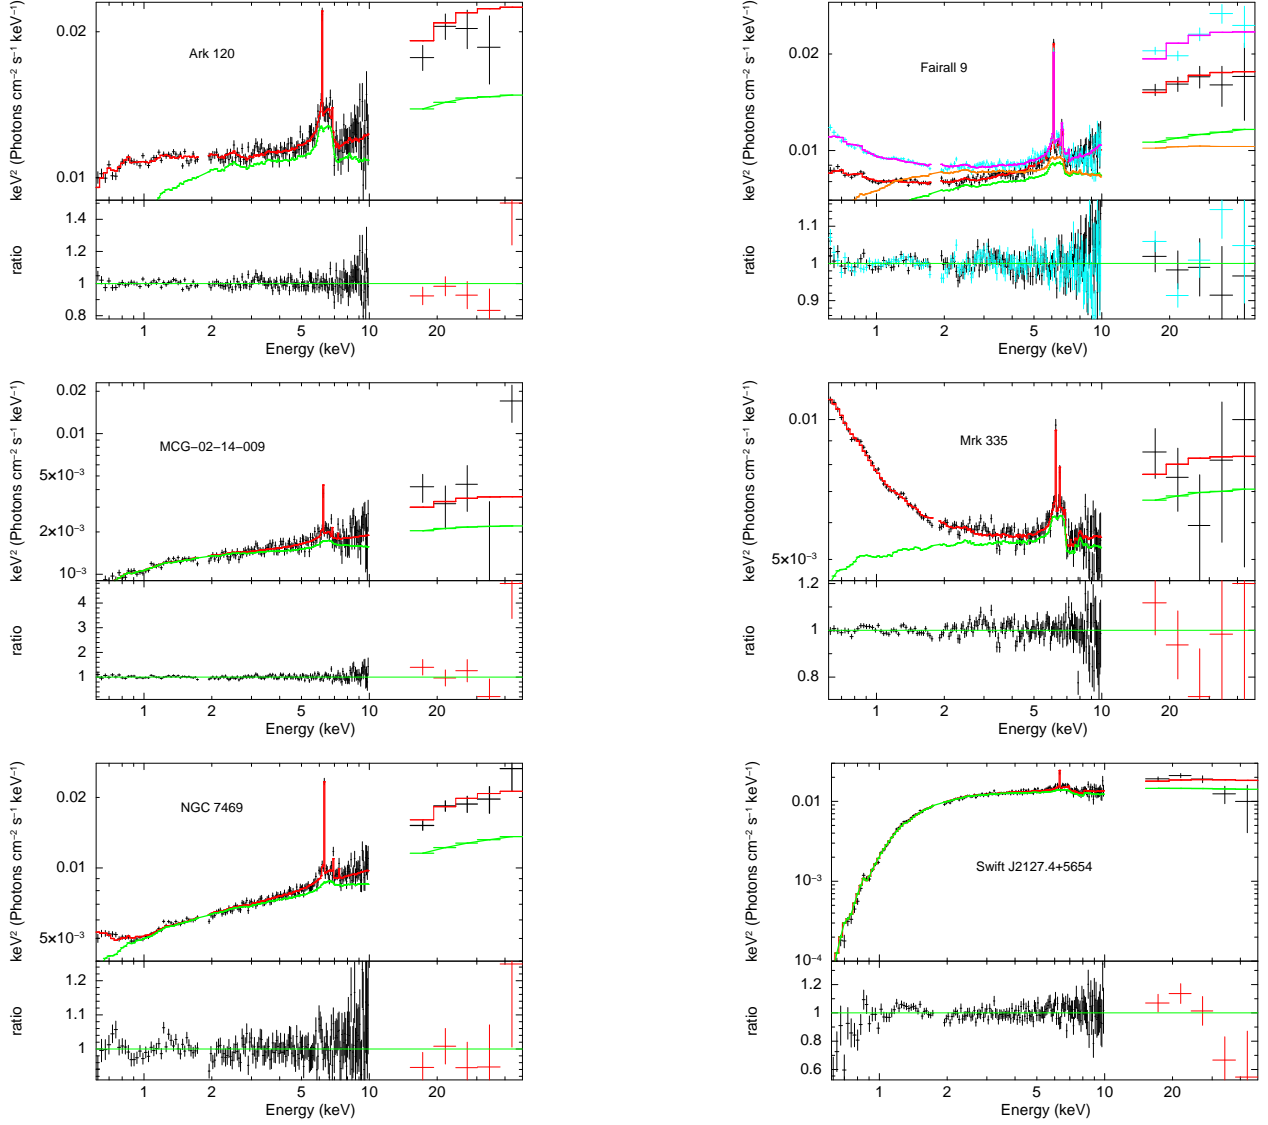 keV² (Photons cm⁻² s⁻¹ keV⁻¹)
0.02
0.01
Ark 120
ratio
1.4
1.2
1
0.8
1 2 5 10 20
Energy (keV)
keV² (Photons cm⁻² s⁻¹ keV⁻¹)
0.02
0.01
Fairall 9
ratio
1.1
1
0.9
1 2 5 10 20
Energy (keV)
keV² (Photons cm⁻² s⁻¹ keV⁻¹)
0.02
0.01
5×10⁻³
2×10⁻³
10⁻³
MCG−02−14−009
ratio
4
3
2
1
1 2 5 10 20
Energy (keV)
keV² (Photons cm⁻² s⁻¹ keV⁻¹)
0.01
5×10⁻³
Mrk 335
ratio
1.2
1
0.8
1 2 5 10 20
Energy (keV)
keV² (Photons cm⁻² s⁻¹ keV⁻¹)
0.02
0.01
5×10⁻³
NGC 7469
ratio
1.2
1.1
1
1 2 5 10 20
Energy (keV)
keV² (Photons cm⁻² s⁻¹ keV⁻¹)
0.01
10⁻³
10⁻⁴
Swift J2127.4+5654
ratio
1.2
1
0.8
0.6
1 2 5 10 20
Energy (keV)